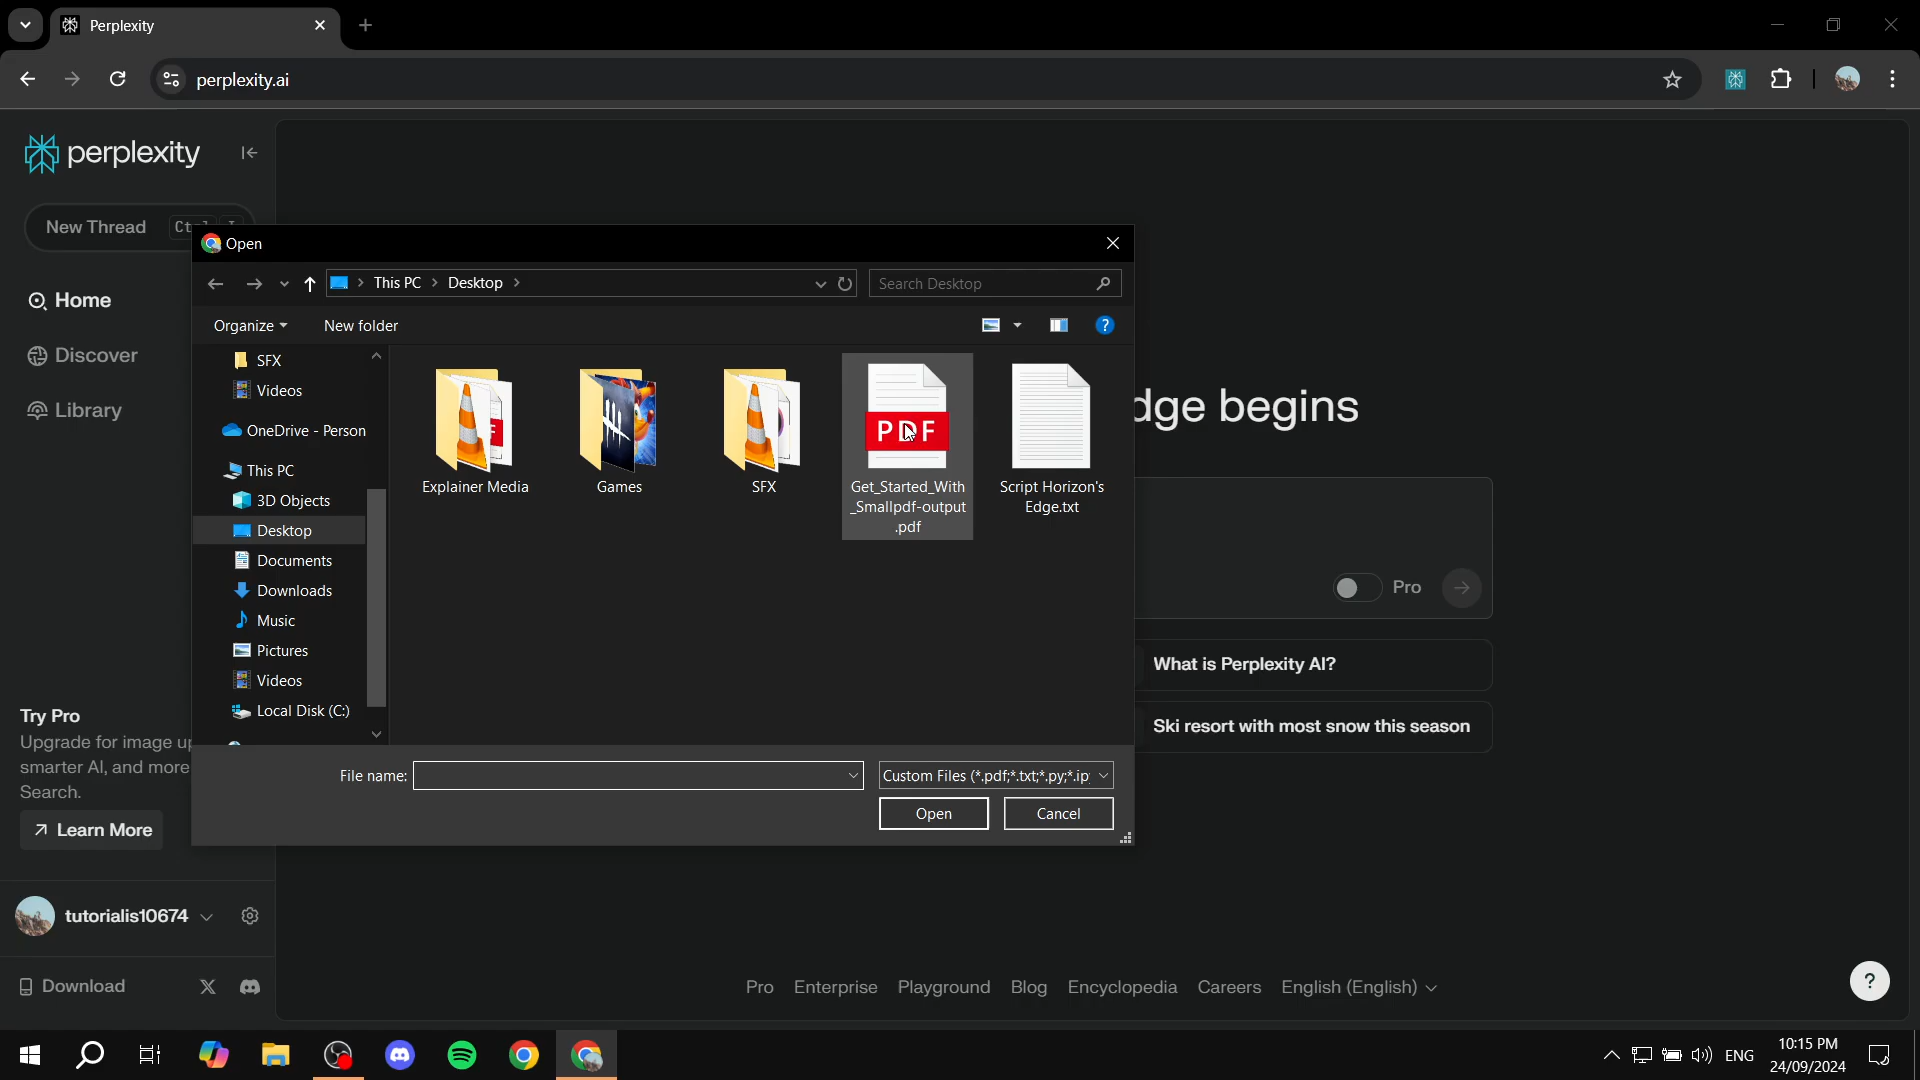 Perplexity
perplexity.ai
perplexity
New Thread
Home
Discover
Library
Try Pro
Upgrade for image
smarter AI, and more
Search.
Learn More
tutorialis10674
Download
Open
This PC > Desktop >
Search Desktop
Organize
New folder
SFX
Videos
OneDrive - Person
This PC
3D Objects
Desktop
Documents
Downloads
Music
Pictures
Videos
Local Disk (C:)
Explainer Media
Games
SFX
PDF
Get_Started_With
_Smallpdf-output
.pdf
Script Horizon's
Edge.txt
File name:
Custom Files (*.pdf;*.txt;*.py;*.ip
Open
Cancel
begins
Pro
What is Perplexity AI?
Ski resort with most snow this season
Pro
Enterprise
Playground
Blog
Encyclopedia
Careers
English (English)
?
ENG
10:15 PM
24/09/2024